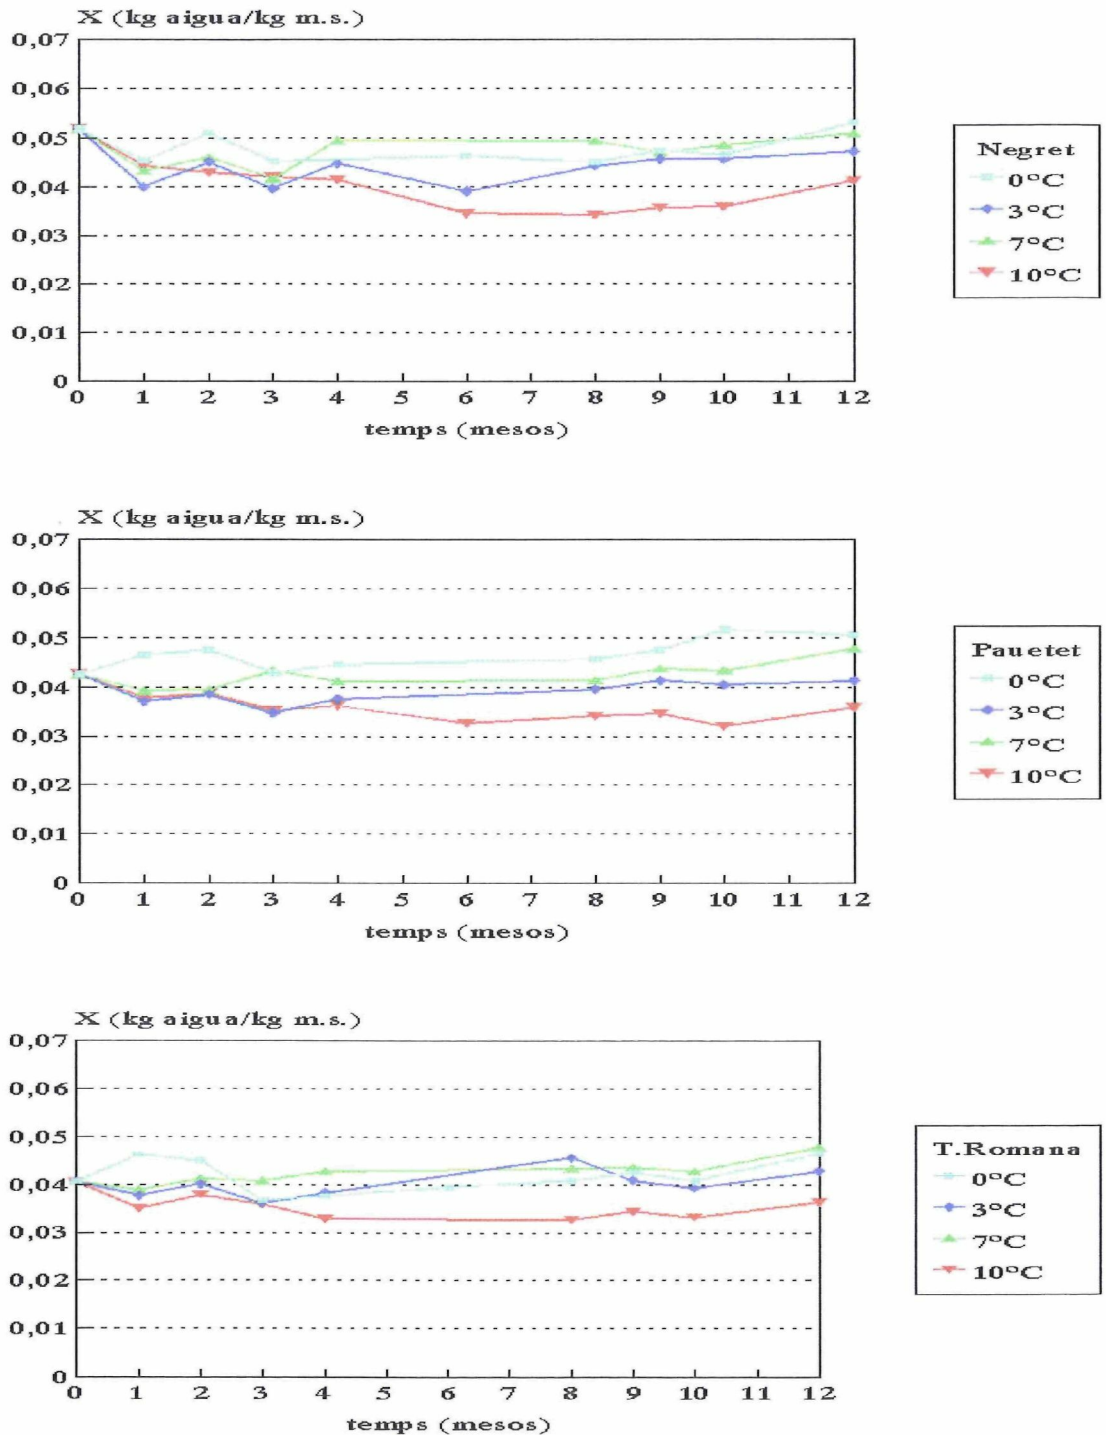 X (kg aigua/kg m.s.)
0,07
0,06
0,05
0,04
0,03
0,02
0,01
0
0 1 2 3 4 5 6 7 8 9 10 11 12
temps (mesos)
Negret
0°C
3°C
7°C
10°C
X (kg aigua/kg m.s.)
0,07
0,06
0,05
0,04
0,03
0,02
0,01
0
0 1 2 3 4 5 6 7 8 9 10 11 12
temps (mesos)
Pauetet
0°C
3°C
7°C
10°C
X (kg aigua/kg m.s.)
0,07
0,06
0,05
0,04
0,03
0,02
0,01
0
0 1 2 3 4 5 6 7 8 9 10 11 12
temps (mesos)
T.Romana
0°C
3°C
7°C
10°C